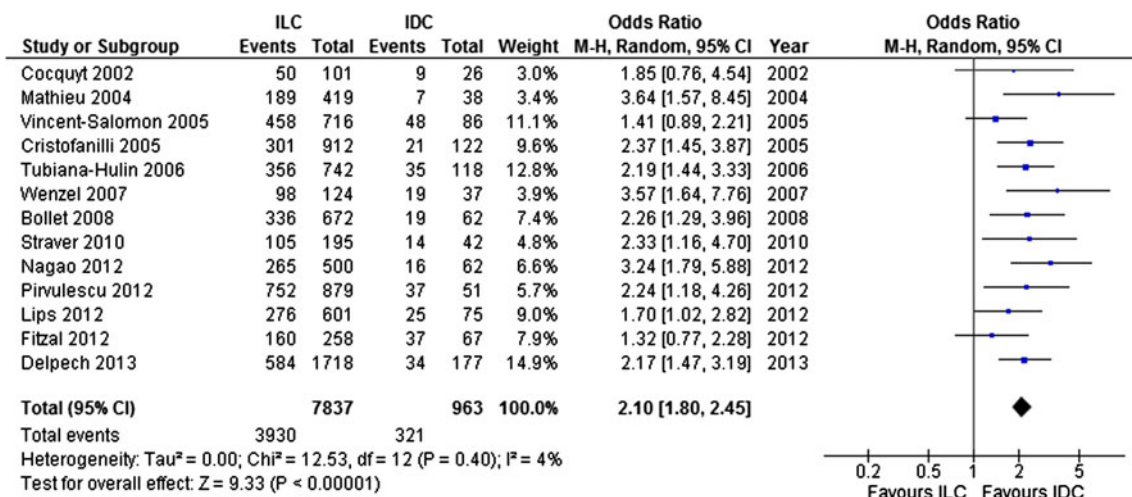 ILC IDC Odds Ratio Odds Ratio
Study or Subgroup Events Total Events Total Weight M-H, Random, 95% CI Year M-H, Random, 95% CI
Cocquyt 2002 50 101 9 26 3.0% 1.85 [0.76, 4.54] 2002
Mathieu 2004 189 419 7 38 3.4% 3.64 [1.57, 8.45] 2004
Vincent-Salomon 2005 458 716 48 86 11.1% 1.41 [0.89, 2.21] 2005
Cristofanilli 2005 301 912 21 122 9.6% 2.37 [1.45, 3.87] 2005
Tubiana-Hulin 2006 356 742 35 118 12.8% 2.19 [1.44, 3.33] 2006
Wenzel 2007 98 124 19 37 3.9% 3.57 [1.64, 7.76] 2007
Bollet 2008 336 672 19 62 7.4% 2.26 [1.29, 3.96] 2008
Straver 2010 105 195 14 42 4.8% 2.33 [1.16, 4.70] 2010
Nagao 2012 265 500 16 62 6.6% 3.24 [1.79, 5.88] 2012
Pirvulescu 2012 752 879 37 51 5.7% 2.24 [1.18, 4.26] 2012
Lips 2012 276 601 25 75 9.0% 1.70 [1.02, 2.82] 2012
Fitzal 2012 160 258 37 67 7.9% 1.32 [0.77, 2.28] 2012
Delpech 2013 584 1718 34 177 14.9% 2.17 [1.47, 3.19] 2013
Total (95% CI) 7837 963 100.0% 2.10 [1.80, 2.45]
Total events 3930 321
Heterogeneity: Tau² = 0.00; Chi² = 12.53, df = 12 (P = 0.40); I² = 4%
Test for overall effect: Z = 9.33 (P < 0.00001)
0.2 0.5 1 2 5
Favours ILC Favours IDC